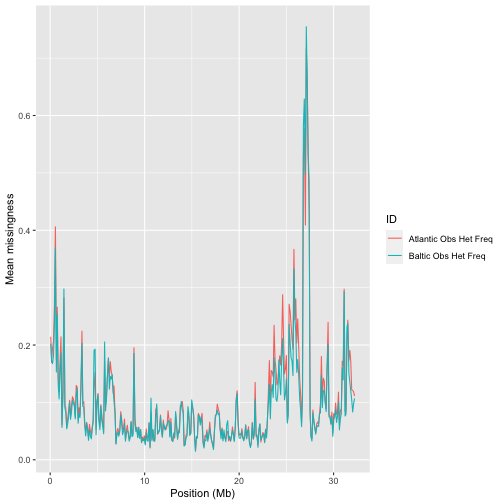 0.6
0.4
0.2
0.0
Mean missingness
0
10
20
30
Position (Mb)
ID
Atlantic Obs Het Freq
Baltic Obs Het Freq